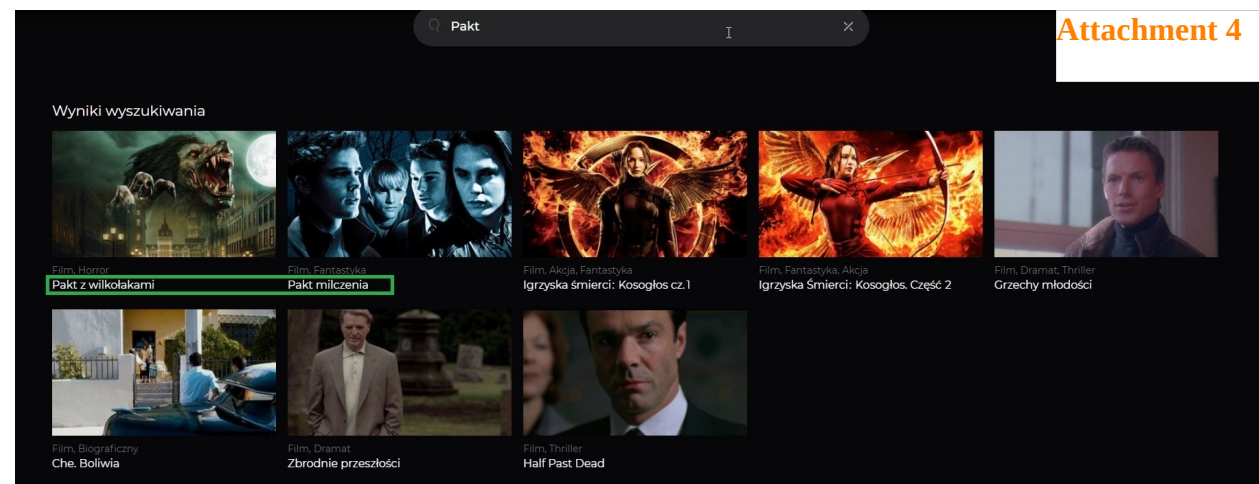 Pakt
Attachment 4
Wyniki wyszukiwania
Film, Horror
Pakt z wilkołakami
Film, Fantastyka
Pakt milczenia
Film, Akcja, Fantastyka
Igrzyska śmierci: Kosogłos cz.1
Film, Fantastyka, Akcja
Igrzyska Śmierci: Kosogłos. Część 2
Film, Dramat, Thriller
Grzechy młodości
Film, Biograficzny
Che. Boliwia
Film, Dramat
Zbrodnie przeszłości
Film, Thriller
Half Past Dead